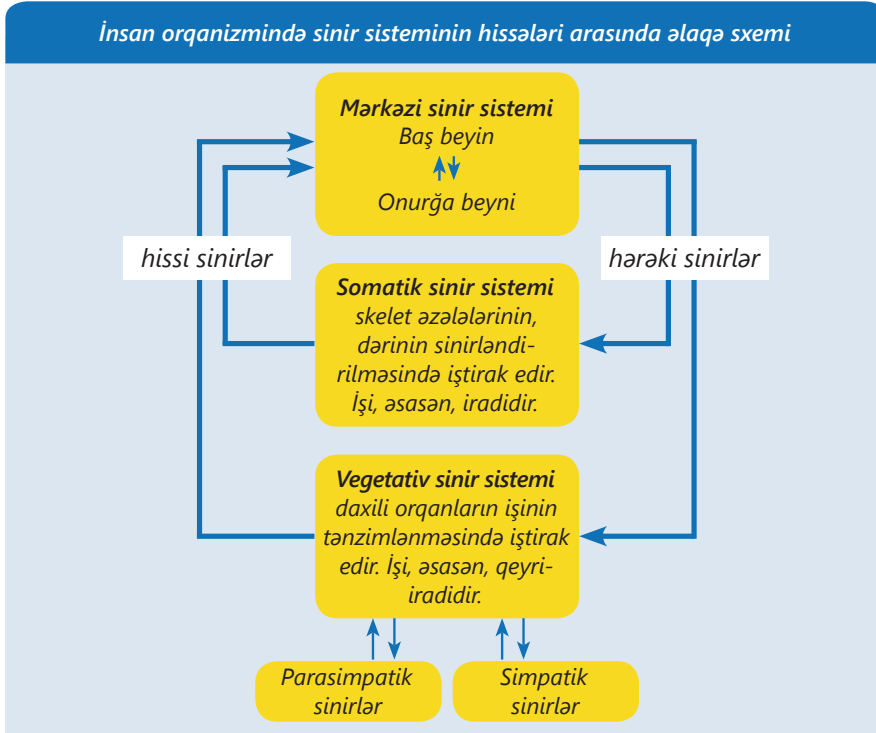 İnsan orqanizmində sinir sisteminin hissələri arasında əlaqə sxemi
Mərkəzi sinir sistemi
Baş beyin
Onurğa beyni
hissi sinirlər
hərəki sinirlər
Somatik sinir sistemi
skelet əzələlərinin,
dərinin sinirləndi-
rilməsində iştirak edir.
İşi, əsasən, iradidir.
Vegetativ sinir sistemi
daxili orqanların işinin
tənzimlənməsində iştirak
edir. İşi, əsasən, qeyri-
iradidir.
Parasimpatik
sinirlər
Simpatik
sinirlər